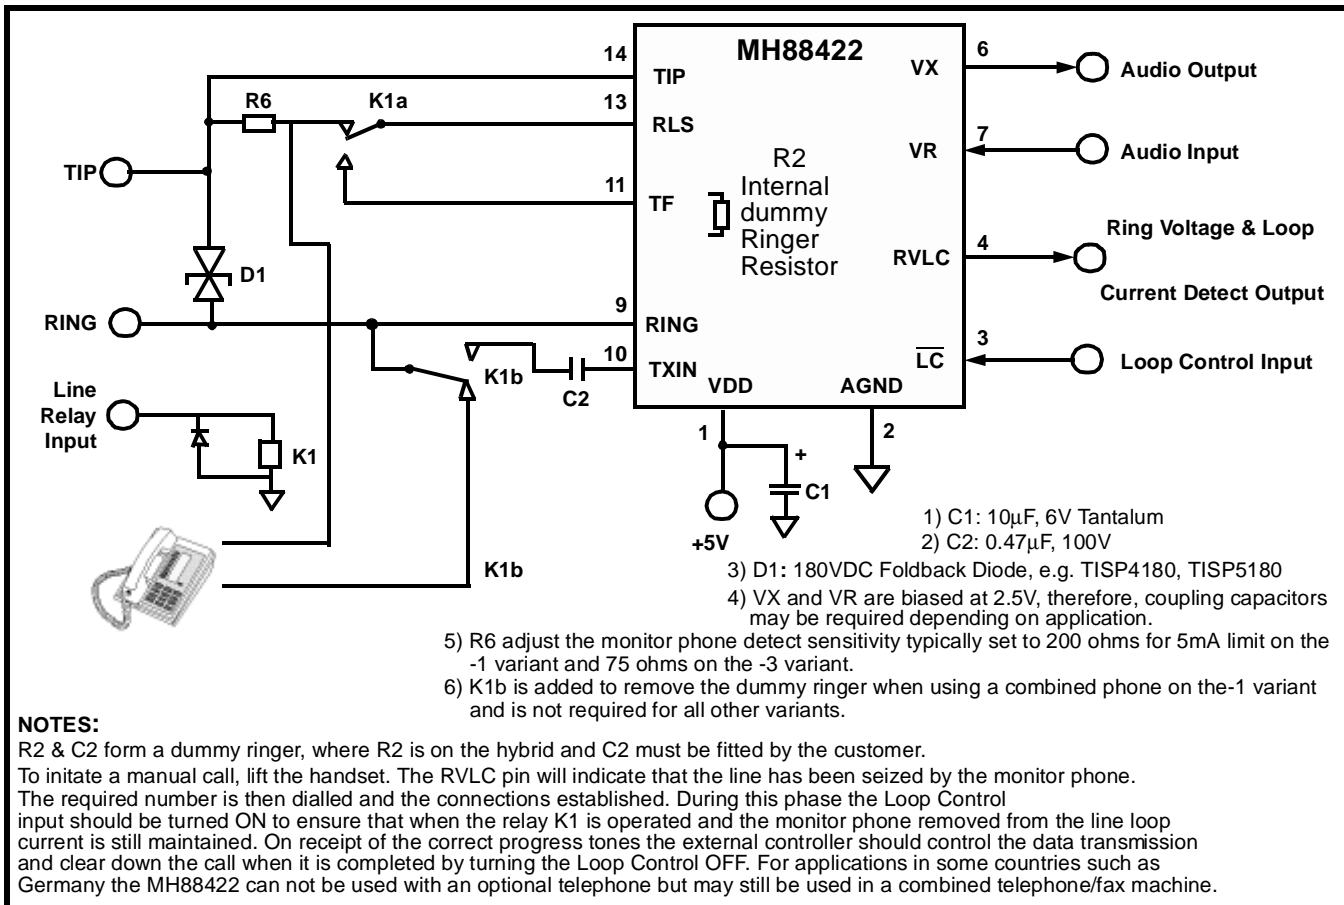 MH88422
14
TIP
R6
K1a
13
RLS
11
TF
R2
Internal
dummy
Ringer
Resistor
VX
6
Audio Output
VR
7
Audio Input
RVLC
4
Ring Voltage & Loop
Current Detect Output
LC
3
Loop Control Input
TIP
D1
RING
9
RING
10
TXIN
K1b
C2
VDD
AGND
1
2
Line
Relay
Input
K1
+
C1
+5V
K1b
1) C1: 10μF, 6V Tantalum
2) C2: 0.47μF, 100V
3) D1: 180VDC Foldback Diode, e.g. TISP4180, TISP5180
4) VX and VR are biased at 2.5V, therefore, coupling capacitors
may be required depending on application.
5) R6 adjust the monitor phone detect sensitivity typically set to 200 ohms for 5mA limit on the
-1 variant and 75 ohms on the -3 variant.
6) K1b is added to remove the dummy ringer when using a combined phone on the-1 variant
and is not required for all other variants.
NOTES:
R2 & C2 form a dummy ringer, where R2 is on the hybrid and C2 must be fitted by the customer.
To initate a manual call, lift the handset. The RVLC pin will indicate that the line has been seized by the monitor phone.
The required number is then dialled and the connections established. During this phase the Loop Control
input should be turned ON to ensure that when the relay K1 is operated and the monitor phone removed from the line loop
current is still maintained. On receipt of the correct progress tones the external controller should control the data transmission
and clear down the call when it is completed by turning the Loop Control OFF. For applications in some countries such as
Germany the MH88422 can not be used with an optional telephone but may still be used in a combined telephone/fax machine.